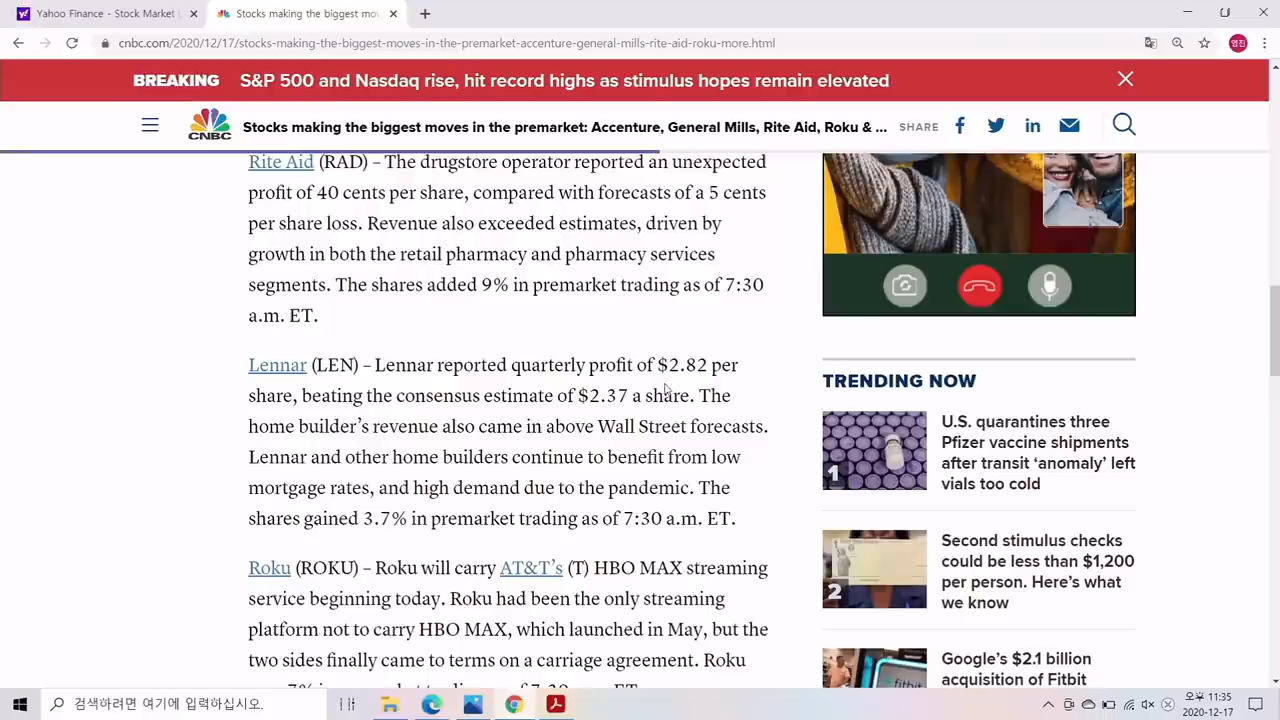 Yahoo Finance - Stock Market L
Stocks making the biggest mov
cnbc.com/2020/12/17/stocks-making-the-biggest-moves-in-the-premarket-accenture-general-mills-rite-aid-roku-more.html
영진
BREAKING S&P 500 and Nasdaq rise, hit record highs as stimulus hopes remain elevated
CNBC
Stocks making the biggest moves in the premarket: Accenture, General Mills, Rite Aid, Roku & ...
SHARE
Rite Aid (RAD) – The drugstore operator reported an unexpected
profit of 40 cents per share, compared with forecasts of a 5 cents
per share loss. Revenue also exceeded estimates, driven by
growth in both the retail pharmacy and pharmacy services
segments. The shares added 9% in premarket trading as of 7:30
a.m. ET.
Lennar (LEN) – Lennar reported quarterly profit of $2.82 per
share, beating the consensus estimate of $2.37 a share. The
home builder's revenue also came in above Wall Street forecasts.
Lennar and other home builders continue to benefit from low
mortgage rates, and high demand due to the pandemic. The
shares gained 3.7% in premarket trading as of 7:30 a.m. ET.
Roku (ROKU) – Roku will carry AT&T's (T) HBO MAX streaming
service beginning today. Roku had been the only streaming
platform not to carry HBO MAX, which launched in May, but the
two sides finally came to terms on a carriage agreement. Roku
TRENDING NOW
1
U.S. quarantines three
Pfizer vaccine shipments
after transit ‘anomaly’ left
vials too cold
2
Second stimulus checks
could be less than $1,200
per person. Here's what
we know
Google's $2.1 billion
acquisition of Fitbit
fitbit
검색하려면 여기에 입력하십시오.
오후 11:35
2020-12-17